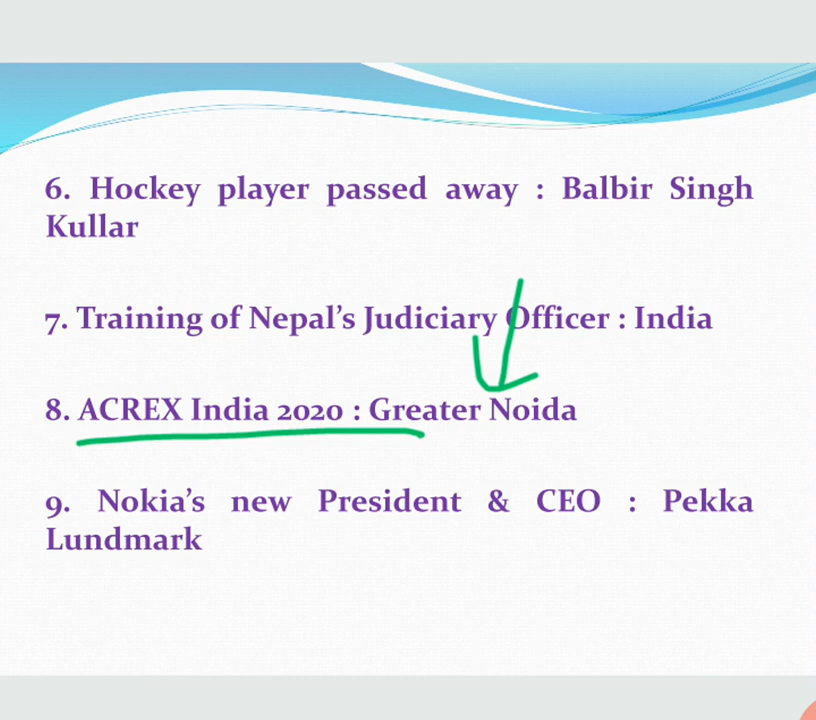 6. Hockey player passed away : Balbir Singh
Kullar
7. Training of Nepal’s Judiciary Officer : India
8. ACREX India 2020 : Greater Noida
9. Nokia’s new President & CEO : Pekka
Lundmark